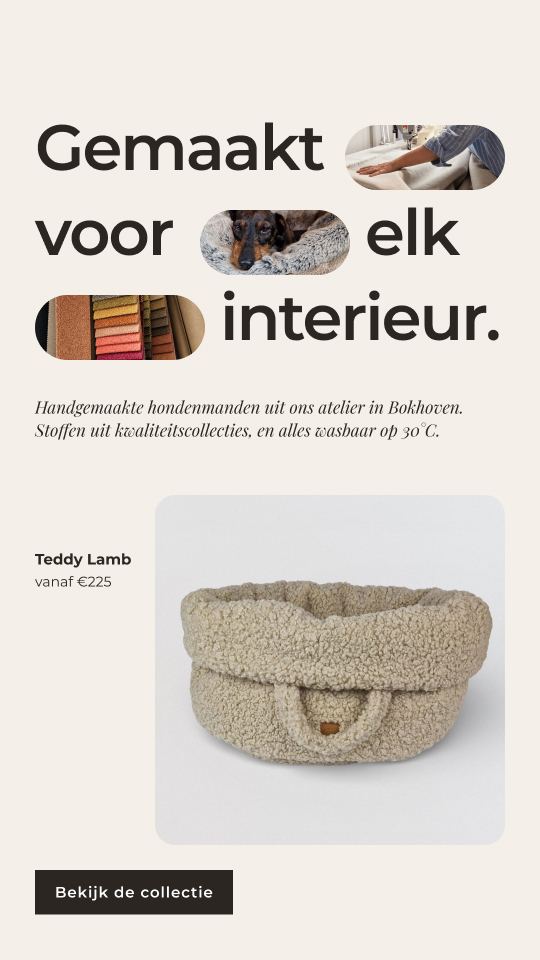 Gemaakt
voor elk
interieur.
Handgemaakte hondenmanden uit ons atelier in Bokhoven.
Stoffen uit kwaliteitscollecties, en alles wasbaar op 30°C.
Teddy Lamb
vanaf €225
Bekijk de collectie